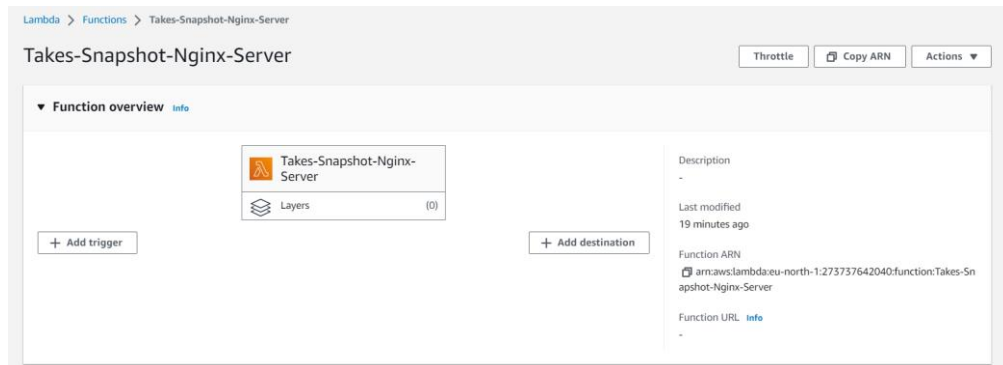 Lambda > Functions > Takes-Snapshot-Nginx-Server
Takes-Snapshot-Nginx-Server
Throttle
Copy ARN
Actions ▼
▼ Function overview Info
Takes-Snapshot-Nginx-
Server
Layers (0)
+ Add trigger
+ Add destination
Description
-
Last modified
19 minutes ago
Function ARN
arn:aws:lambda:eu-north-1:273737642040:function:Takes-Sn
apshot-Nginx-Server
Function URL Info
-